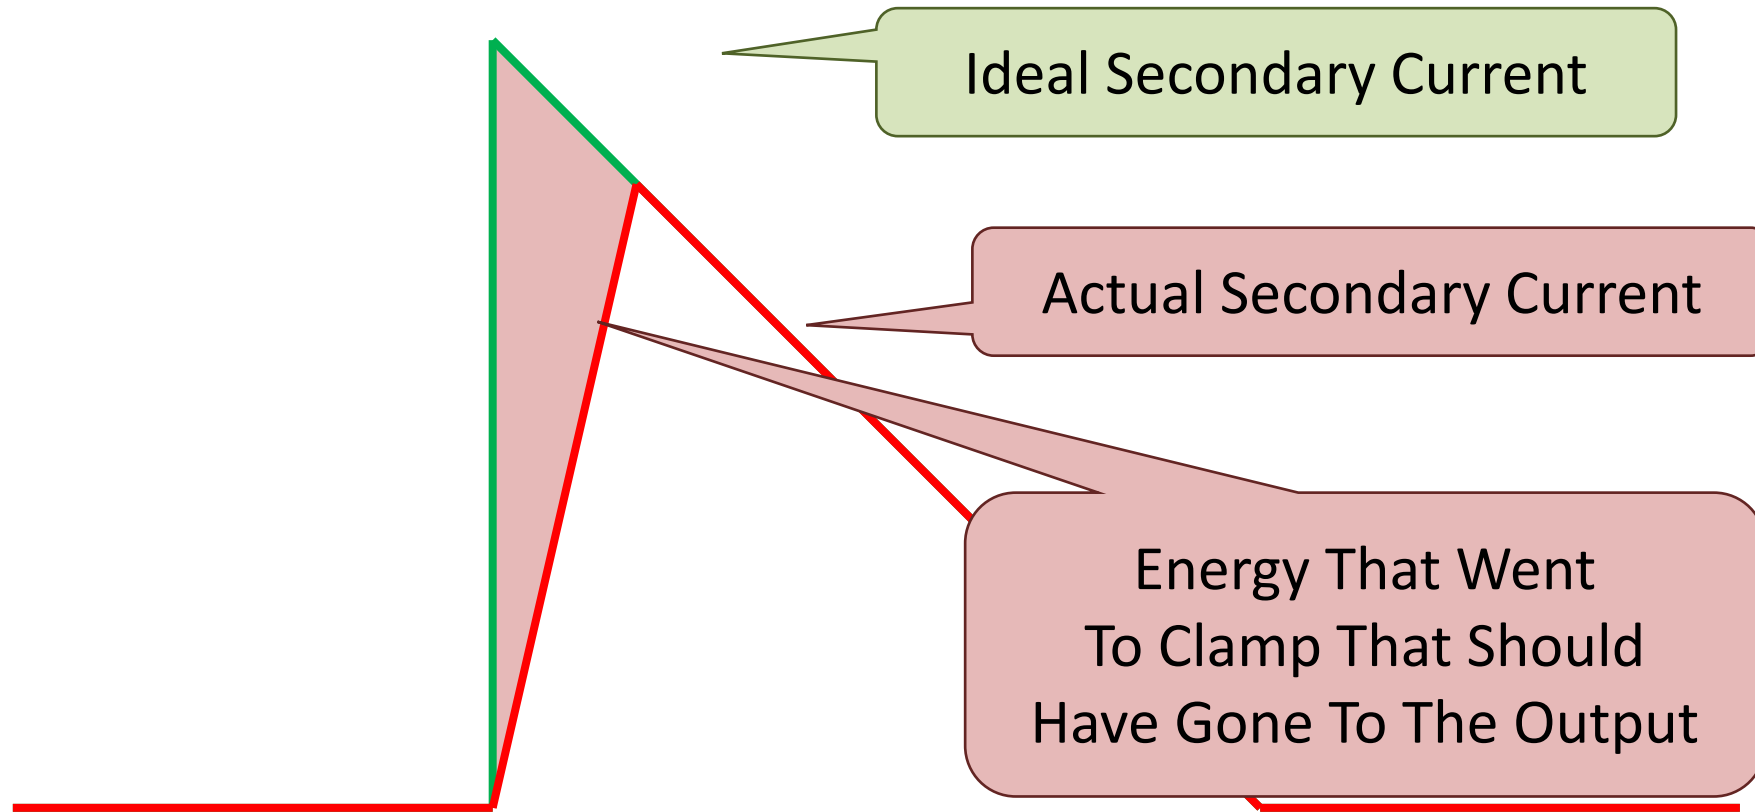 Ideal Secondary Current
Actual Secondary Current
Energy That Went
To Clamp That Should
Have Gone To The Output